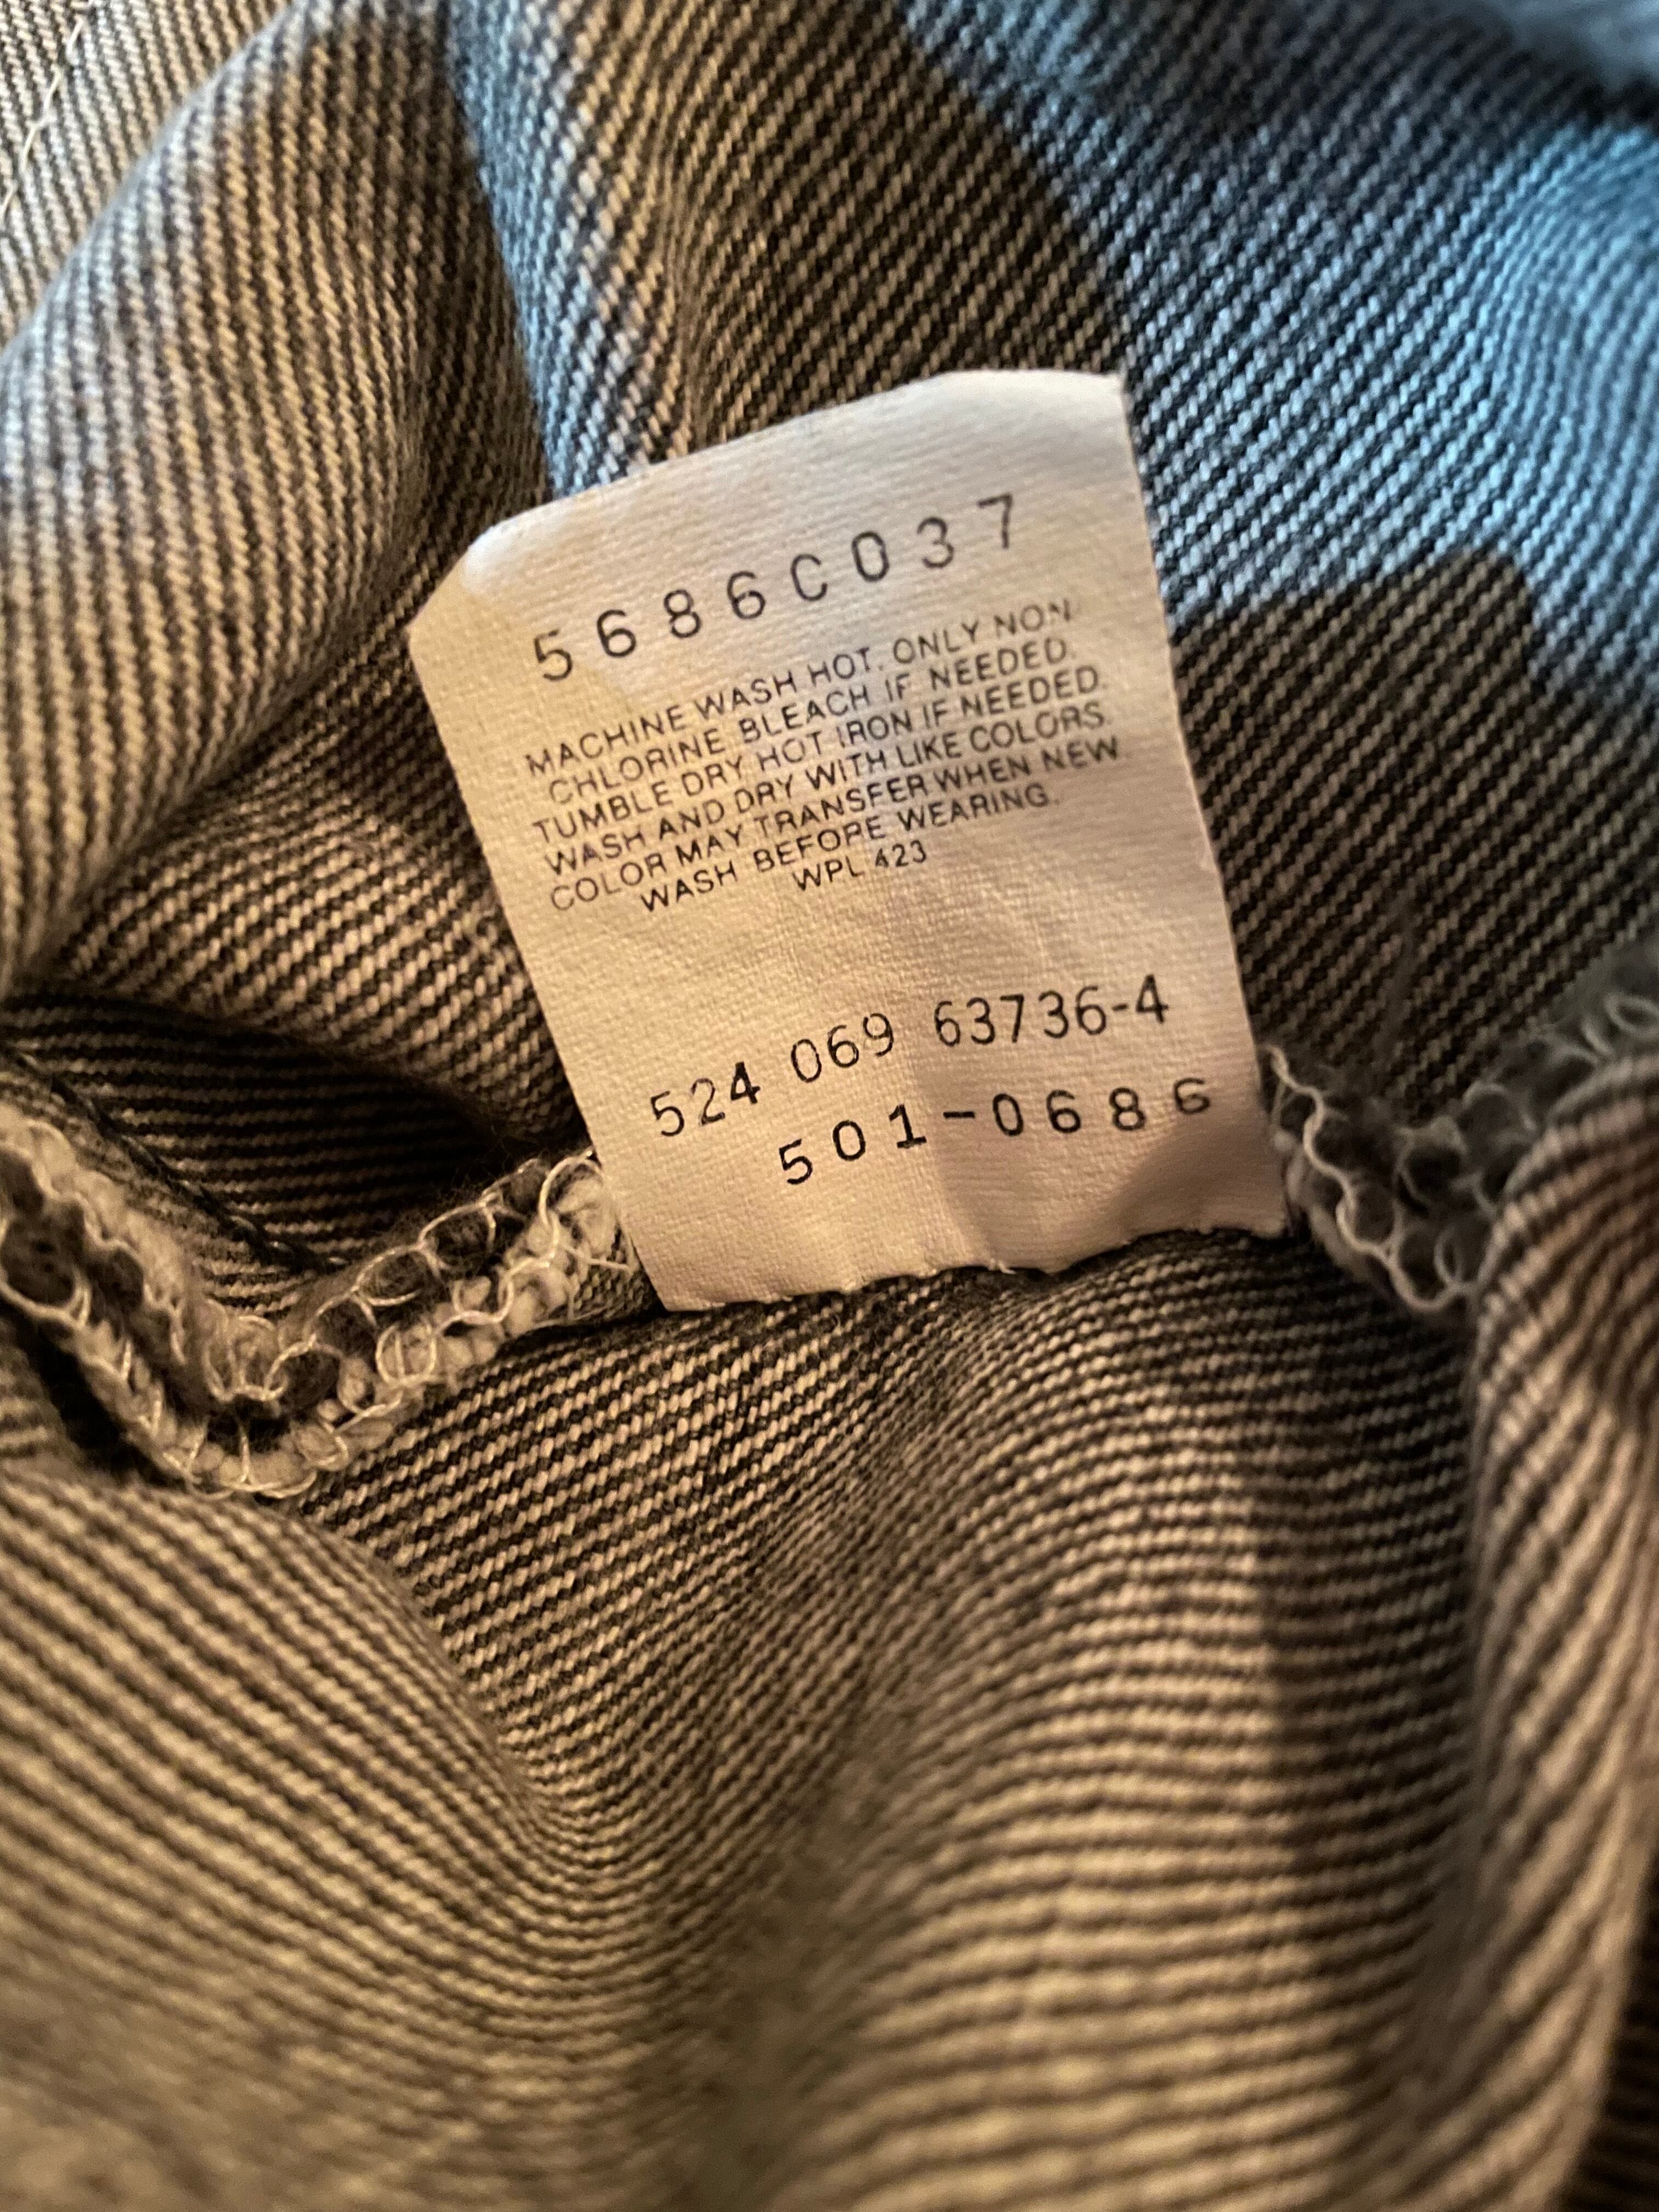 5686C037
MACHINE WASH HOT. ONLY NON-
CHLORINE BLEACH IF NEEDED.
TUMBLE DRY HOT IRON IF NEEDED.
WASH AND DRY WITH LIKE COLORS.
COLOR MAY TRANSFER WHEN NEW.
WASH BEFORE WEARING.
WPL 423
524 069 63736-4
501-0686